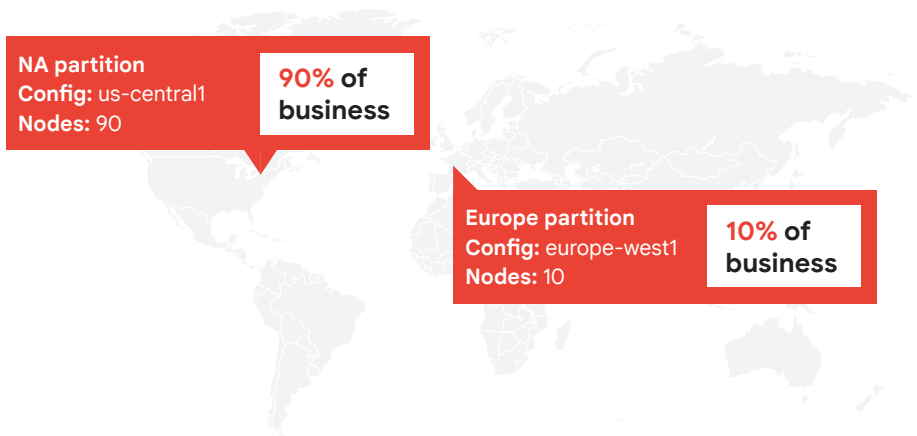 NA partition
Config: us-central1
Nodes: 90
90% of
business
Europe partition
Config: europe-west1
Nodes: 10
10% of
business